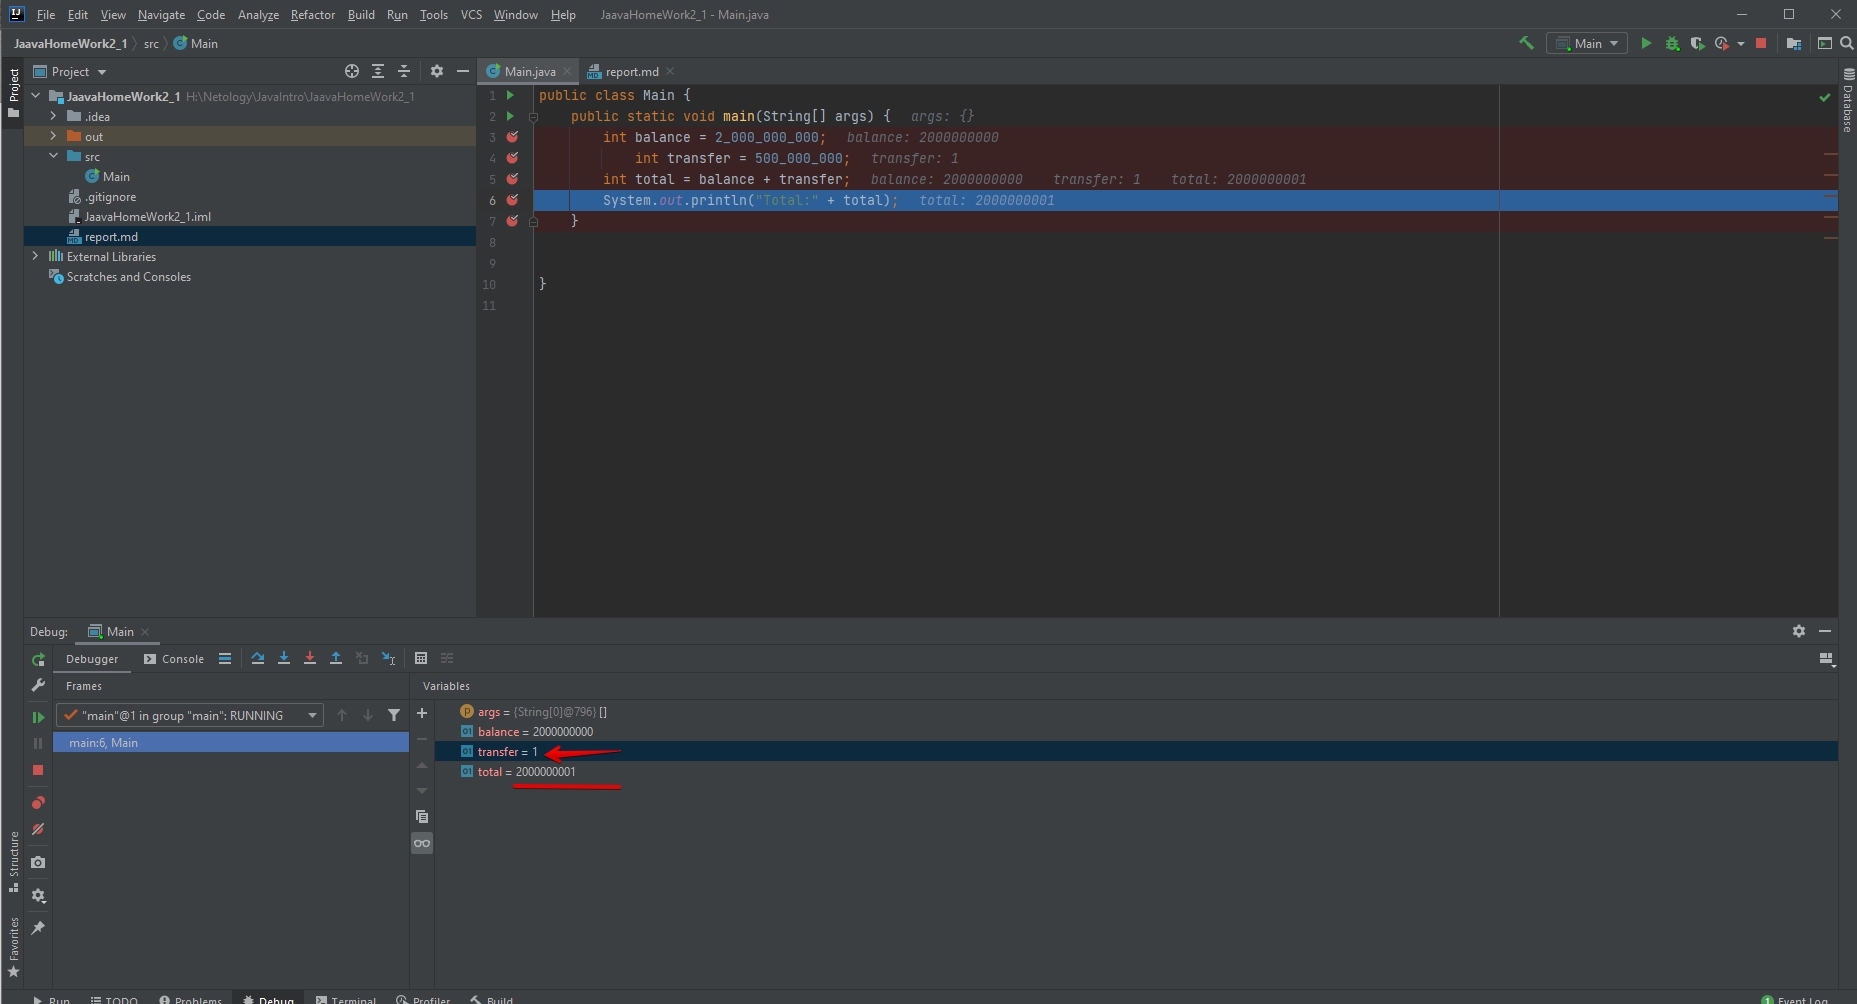 File Edit View Navigate Code Analyze Refactor Build Run Tools VCS Window Help JaavaHomeWork2_1 - Main.java
JaavaHomeWork2_1 src Main
Main
Project
Main.java
report.md
JaavaHomeWork2_1 H:\Netology\JavaIntro\JaavaHomeWork2_1
.idea
out
src
Main
.gitignore
JaavaHomeWork2_1.iml
report.md
External Libraries
Scratches and Consoles
1 public class Main {
2 public static void main(String[] args) { args: {}
3 int balance = 2_000_000_000; balance: 2000000000
4 int transfer = 500_000_000; transfer: 1
5 int total = balance + transfer; balance: 2000000000 transfer: 1 total: 2000000001
6 System.out.println("Total:" + total); total: 2000000001
7 }
8
9
10 }
11
Project
Database
Structure
Favorites
Debug: Main
Debugger Console
Frames
Variables
"main"@1 in group "main": RUNNING
main:6, Main
args = {String[0]@796} []
balance = 2000000000
transfer = 1
total = 2000000001
Run TODO Problems Debug Terminal Profiler Build 1 Event Log